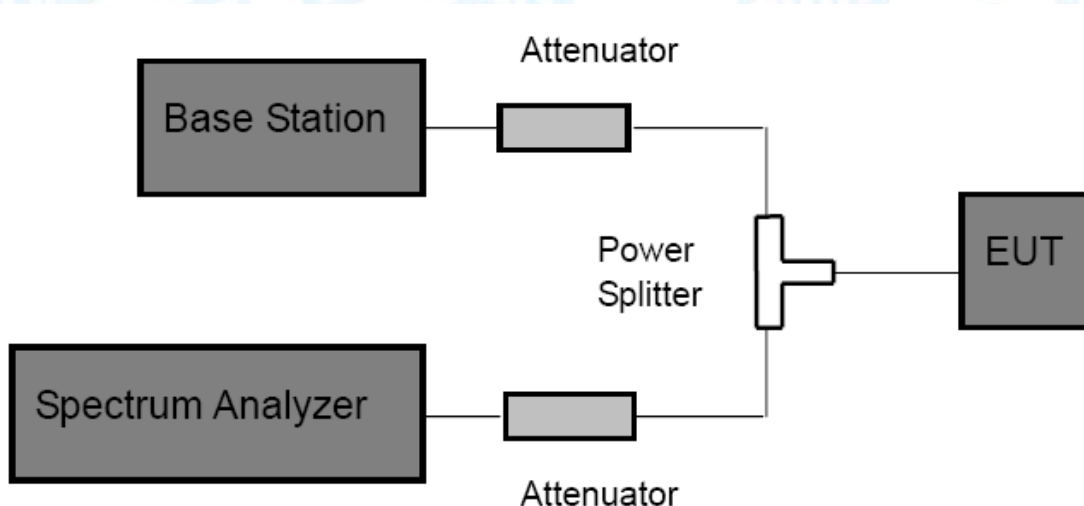 Attenuator
Base Station
Power
Splitter
EUT
Spectrum Analyzer
Attenuator